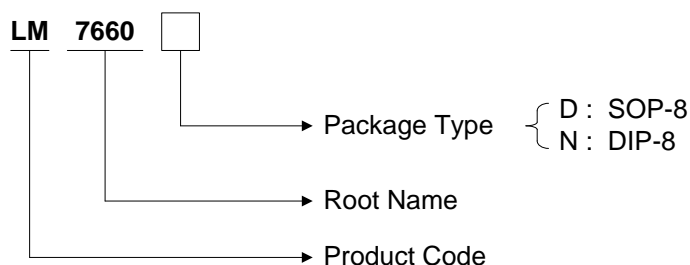 LM 7660
Package Type D : SOP-8
N : DIP-8
Root Name
Product Code